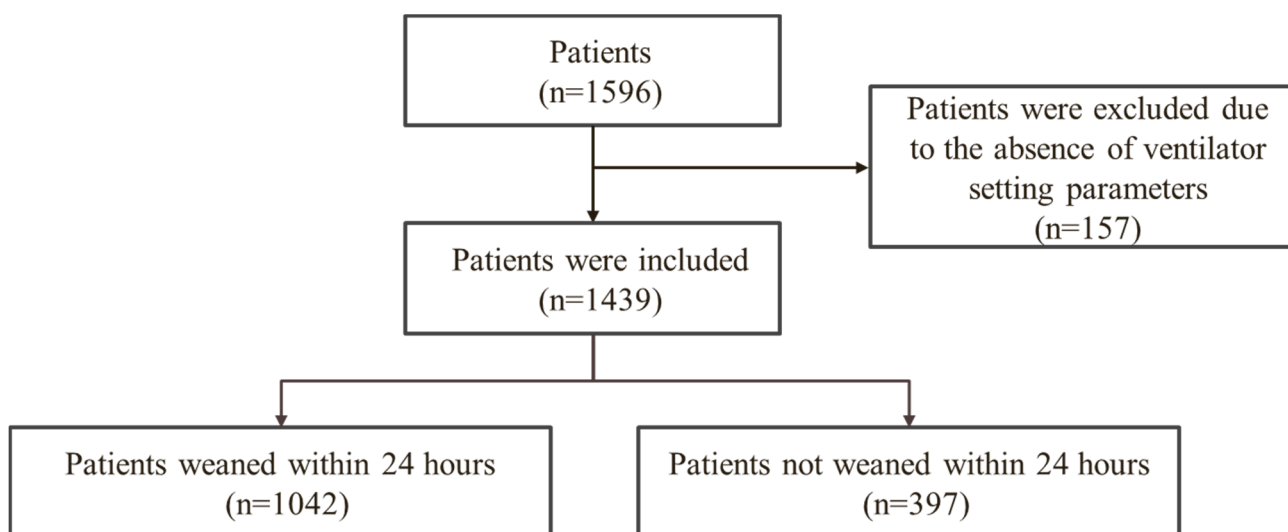 Patients
(n=1596)
Patients were excluded due
to the absence of ventilator
setting parameters
(n=157)
Patients were included
(n=1439)
Patients weaned within 24 hours
(n=1042)
Patients not weaned within 24 hours
(n=397)